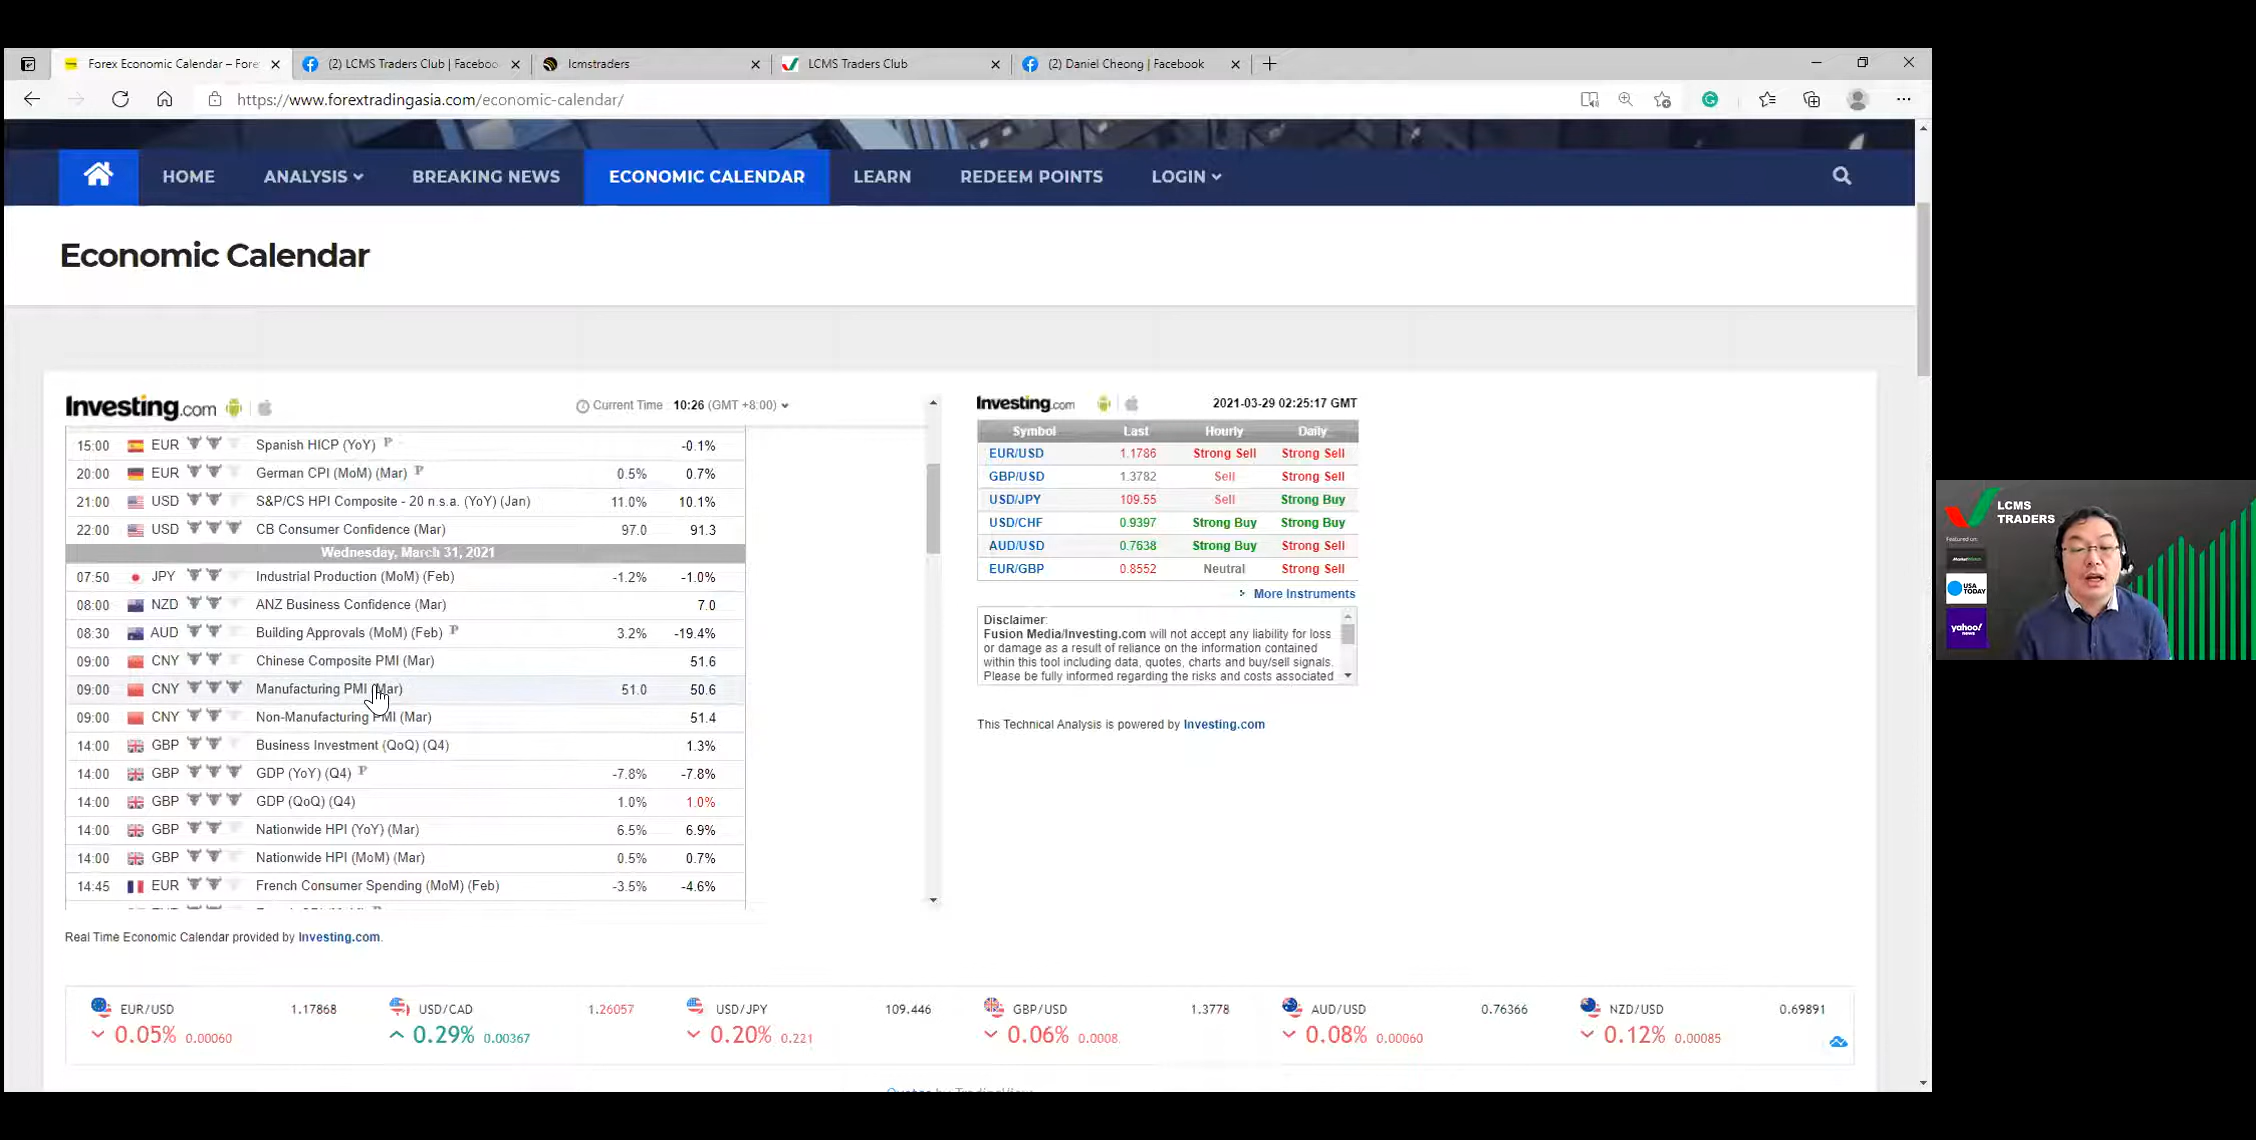 Forex Economic Calendar – Fore
(2) LCMS Traders Club | Faceboo
lcmstraders
LCMS Traders Club
(2) Daniel Cheong | Facebook
https://www.forextradingasia.com/economic-calendar/
HOME ANALYSIS BREAKING NEWS ECONOMIC CALENDAR LEARN REDEEM POINTS LOGIN
Economic Calendar
Investing.com Current Time 10:26 (GMT +8:00)
15:00 EUR Spanish HICP (YoY) P -0.1%
20:00 EUR German CPI (MoM) (Mar) P 0.5% 0.7%
21:00 USD S&P/CS HPI Composite - 20 n.s.a. (YoY) (Jan) 11.0% 10.1%
22:00 USD CB Consumer Confidence (Mar) 97.0 91.3
Wednesday, March 31, 2021
07:50 JPY Industrial Production (MoM) (Feb) -1.2% -1.0%
08:00 NZD ANZ Business Confidence (Mar) 7.0
08:30 AUD Building Approvals (MoM) (Feb) P 3.2% -19.4%
09:00 CNY Chinese Composite PMI (Mar) 51.6
09:00 CNY Manufacturing PMI (Mar) 51.0 50.6
09:00 CNY Non-Manufacturing PMI (Mar) 51.4
14:00 GBP Business Investment (QoQ) (Q4) 1.3%
14:00 GBP GDP (YoY) (Q4) P -7.8% -7.8%
14:00 GBP GDP (QoQ) (Q4) 1.0% 1.0%
14:00 GBP Nationwide HPI (YoY) (Mar) 6.5% 6.9%
14:00 GBP Nationwide HPI (MoM) (Mar) 0.5% 0.7%
14:45 EUR French Consumer Spending (MoM) (Feb) -3.5% -4.6%
Real Time Economic Calendar provided by Investing.com.
Investing.com 2021-03-29 02:25:17 GMT
Symbol Last Hourly Daily
EUR/USD 1.1786 Strong Sell Strong Sell
GBP/USD 1.3782 Sell Strong Sell
USD/JPY 109.55 Sell Strong Buy
USD/CHF 0.9397 Strong Buy Strong Buy
AUD/USD 0.7638 Strong Buy Strong Sell
EUR/GBP 0.8552 Neutral Strong Sell
More Instruments
Disclaimer:
Fusion Media/Investing.com will not accept any liability for loss
or damage as a result of reliance on the information contained
within this tool including data, quotes, charts and buy/sell signals.
Please be fully informed regarding the risks and costs associated
This Technical Analysis is powered by Investing.com
LCMS
TRADERS
Featured on:
USA
TODAY
yahoo!
news
EUR/USD 1.17868
0.05% 0.00060
USD/CAD 1.26057
0.29% 0.00367
USD/JPY 109.446
0.20% 0.221
GBP/USD 1.3778
0.06% 0.0008
AUD/USD 0.76366
0.08% 0.00060
NZD/USD 0.69891
0.12% 0.00085